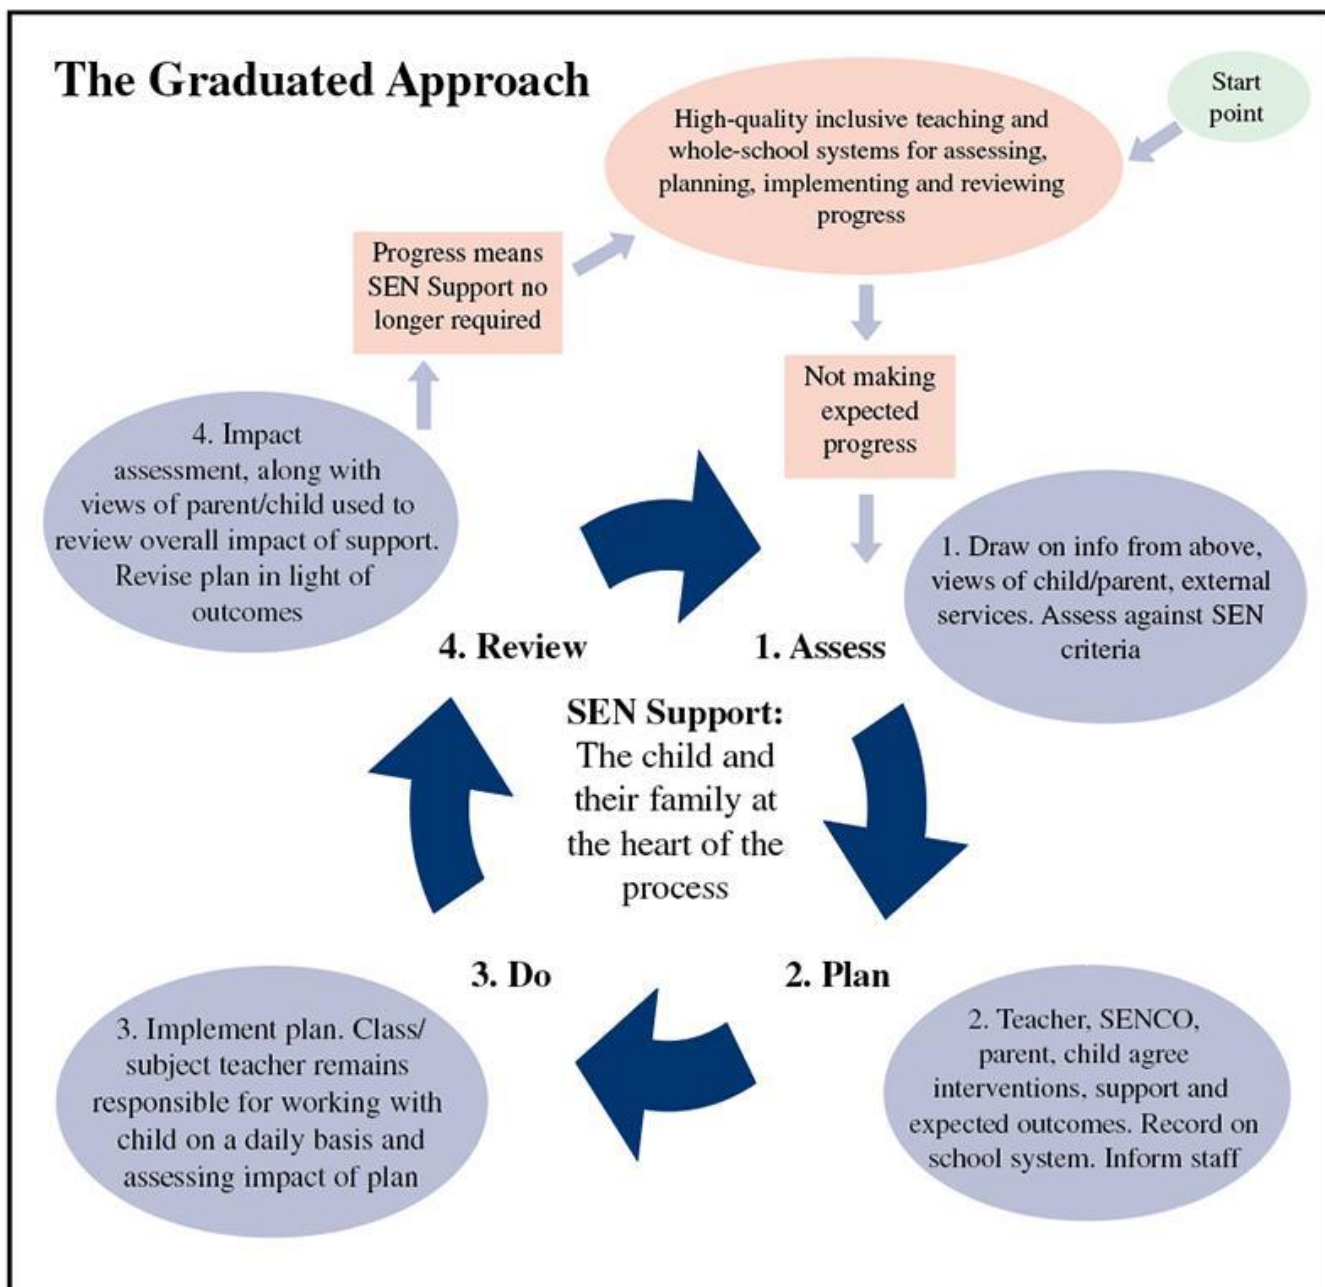 The Graduated Approach
Start
point
High-quality inclusive teaching and
whole-school systems for assessing,
planning, implementing and reviewing
progress
Progress means
SEN Support no
longer required
Not making
expected
progress
4. Impact
assessment, along with
views of parent/child used to
review overall impact of support.
Revise plan in light of
outcomes
1. Draw on info from above,
views of child/parent, external
services. Assess against SEN
criteria
4. Review
1. Assess
SEN Support:
The child and
their family at
the heart of the
process
3. Do
2. Plan
3. Implement plan. Class/
subject teacher remains
responsible for working with
child on a daily basis and
assessing impact of plan
2. Teacher, SENCO,
parent, child agree
interventions, support and
expected outcomes. Record on
school system. Inform staff